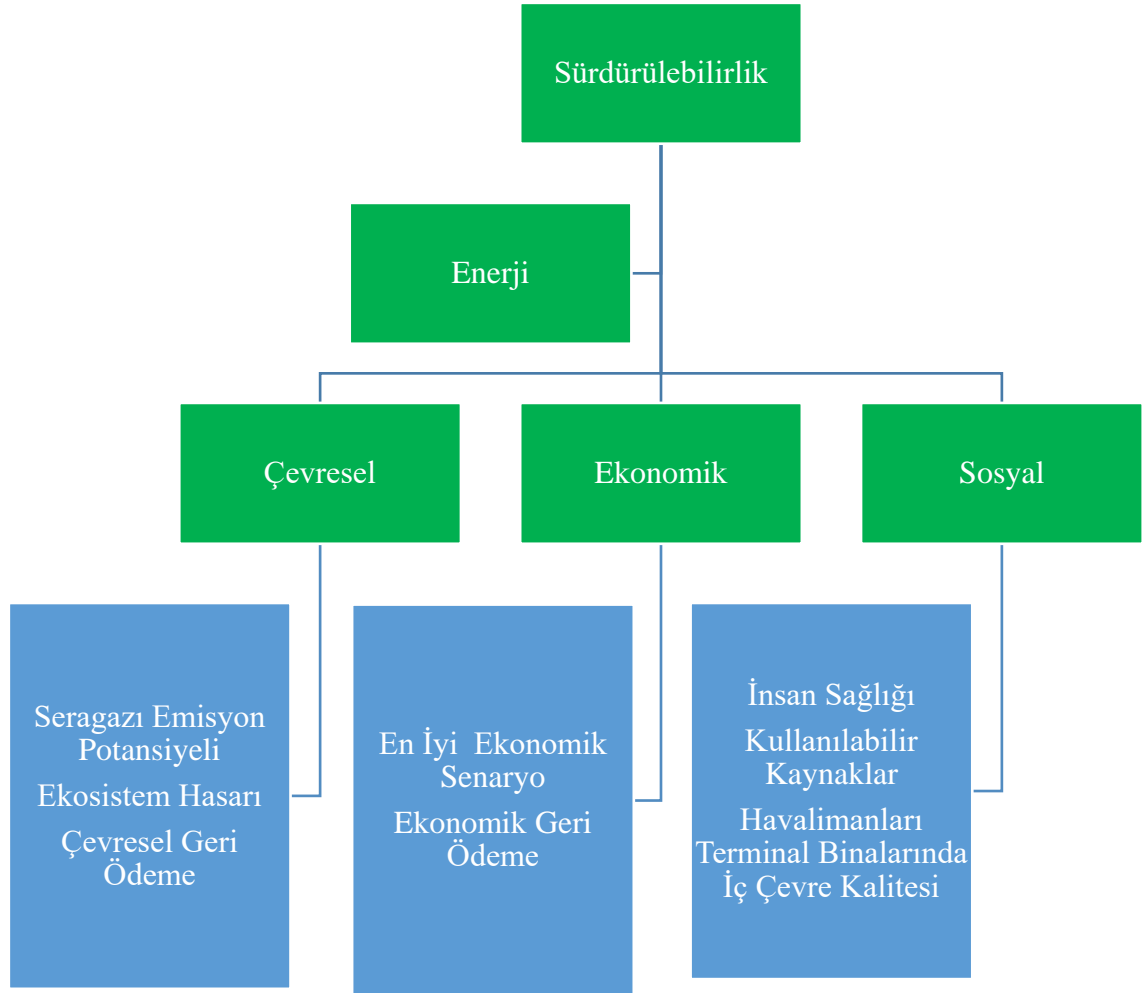 Sürdürülebilirlik
Enerji
Çevresel
Ekonomik
Sosyal
Seragazı Emisyon
Potansiyeli
Ekosistem Hasarı
Çevresel Geri
Ödeme
En İyi  Ekonomik
Senaryo
Ekonomik Geri
Ödeme
İnsan Sağlığı
Kullanılabilir
Kaynaklar
Havalimanları
Terminal Binalarında
İç Çevre Kalitesi